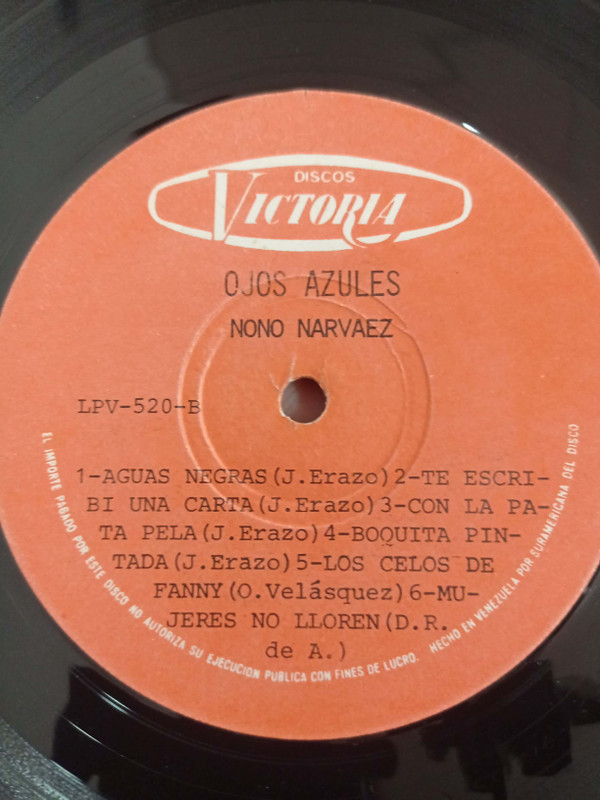 DISCOS
VICTORIA
OJOS AZULES
NONO NARVAEZ
LPV-520-B
1-AGUAS NEGRAS(J.Erazo)2-TE ESCRI-
BI UNA CARTA(J.Erazo)3-CON LA PA-
TA PELA(J.Erazo)4-BOQUITA PIN-
TADA(J.Erazo)5-LOS CELOS DE
FANNY(O.Velásquez)6-MU-
JERES NO LLOREN(D.R.
de A.)
EL IMPORTE PAGADO POR ESTE DISCO NO AUTORIZA SU EJECUCION PUBLICA CON FINES DE LUCRO. HECHO EN VENEZUELA POR SURAMERICANA DEL DISCO